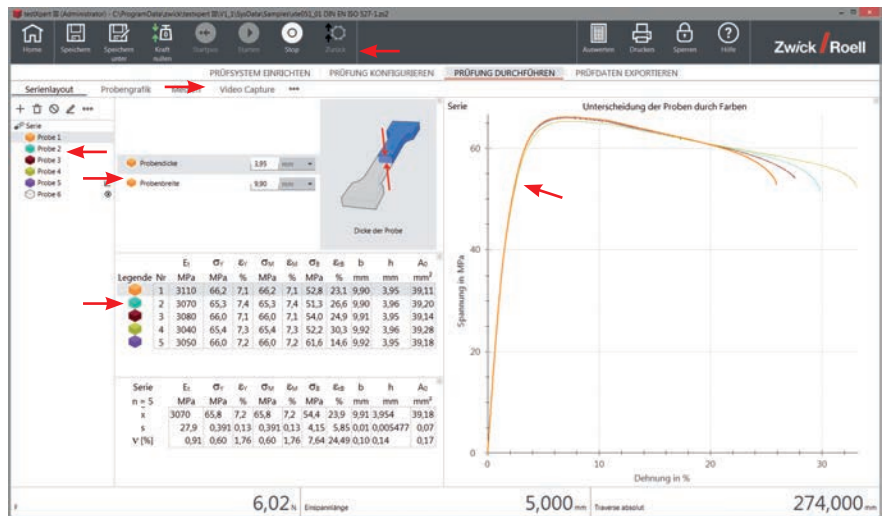 testXpert III (Administrator) - C:\ProgramData\zwick\testxpert III\V1_1\SysData\Samples\ute051_01 DIN EN ISO 527-1.zs2
Home Speichern Speichern unter Kraft nullen Startpos Starten Stop Zurück Auswerten Drucken Sperren Hilfe Zwick Roell
PRÜFSYSTEM EINRICHTEN PRÜFUNG KONFIGURIEREN PRÜFUNG DURCHFÜHREN PRÜFDATEN EXPORTIEREN
Serienlayout Probengrafik Video Capture •••
Serie
Probe 1
Probe 2
Probe 3
Probe 4
Probe 5
Probe 6
Probendicke 3,95 mm
Probenbreite 9,90 mm
Dicke der Probe
Et σY εY σM εM σB εtB b h A0
Legende Nr MPa MPa % MPa % MPa % mm mm mm²
1 3110 66,2 7,1 66,2 7,1 52,8 23,1 9,90 3,95 39,11
2 3070 65,3 7,4 65,3 7,4 51,3 26,6 9,90 3,96 39,20
3 3080 66,0 7,1 66,0 7,1 54,0 24,9 9,91 3,95 39,14
4 3040 65,4 7,3 65,4 7,3 52,2 30,3 9,92 3,96 39,28
5 3050 66,0 7,2 66,0 7,2 61,6 14,6 9,92 3,95 39,18
Serie Et σY εY σM εM σB εtB b h A0
n = 5 MPa MPa % MPa % MPa % mm mm mm²
x̃ 3070 65,8 7,2 65,8 7,2 54,4 23,9 9,91 3,954 39,18
s 27,9 0,391 0,13 0,391 0,13 4,15 5,85 0,01 0,005477 0,07
ν [%] 0,91 0,60 1,76 0,60 1,76 7,64 24,49 0,10 0,14 0,17
Serie
Unterscheidung der Proben durch Farben
Spannung in MPa
60
40
20
0
0 10 20 30
Dehnung in %
F 6,02 N Einspannlänge 5,000 mm Traverse absolut 274,000 mm